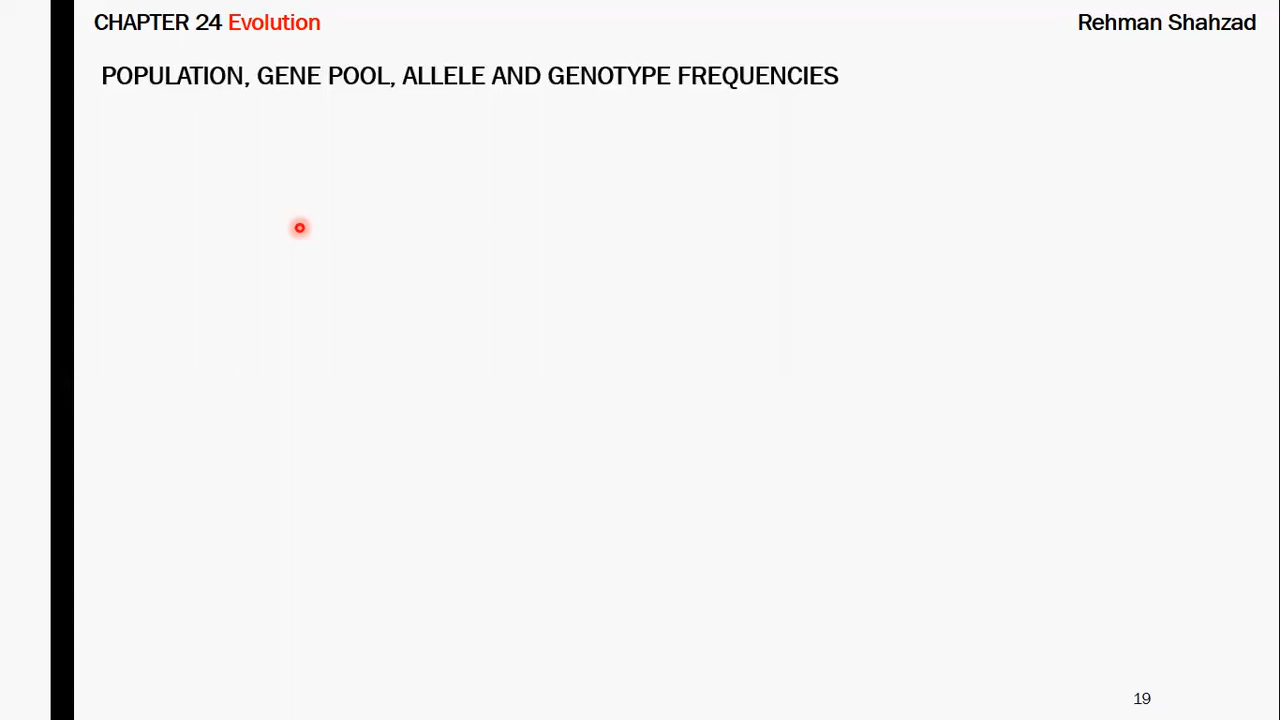 CHAPTER 24 Evolution
Rehman Shahzad
POPULATION, GENE POOL, ALLELE AND GENOTYPE FREQUENCIES
19